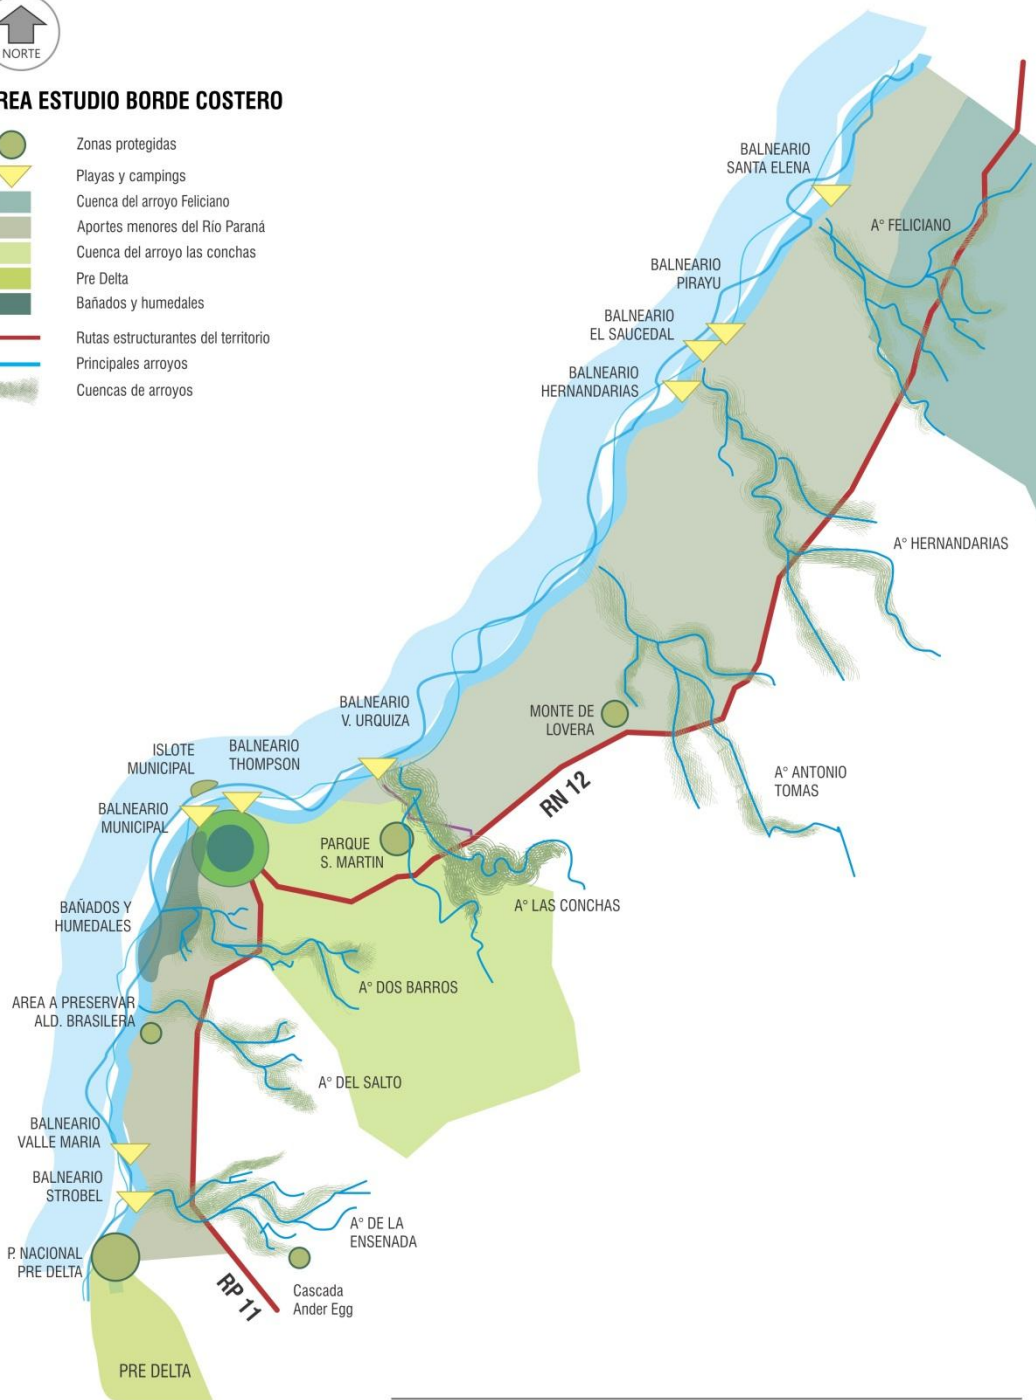 NORTE
REA ESTUDIO BORDE COSTERO
Zonas protegidas
Playas y campings
Cuenca del arroyo Feliciano
Aportes menores del Río Paraná
Cuenca del arroyo las conchas
Pre Delta
Bañados y humedales
Rutas estructurantes del territorio
Principales arroyos
Cuencas de arroyos
BALNEARIO
SANTA ELENA
A° FELICIANO
BALNEARIO
PIRAYU
BALNEARIO
EL SAUCEDAL
BALNEARIO
HERNANDARIAS
A° HERNANDARIAS
BALNEARIO
V. URQUIZA
MONTE DE
LOVERA
ISLOTE
MUNICIPAL
BALNEARIO
THOMPSON
A° ANTONIO
TOMAS
RN 12
BALNEARIO
MUNICIPAL
PARQUE
S. MARTIN
A° LAS CONCHAS
BAÑADOS Y
HUMEDALES
A° DOS BARROS
AREA A PRESERVAR
ALD. BRASILERA
A° DEL SALTO
BALNEARIO
VALLE MARIA
BALNEARIO
STROBEL
A° DE LA
ENSENADA
P. NACIONAL
PRE DELTA
RP 11
Cascada
Ander Egg
PRE DELTA